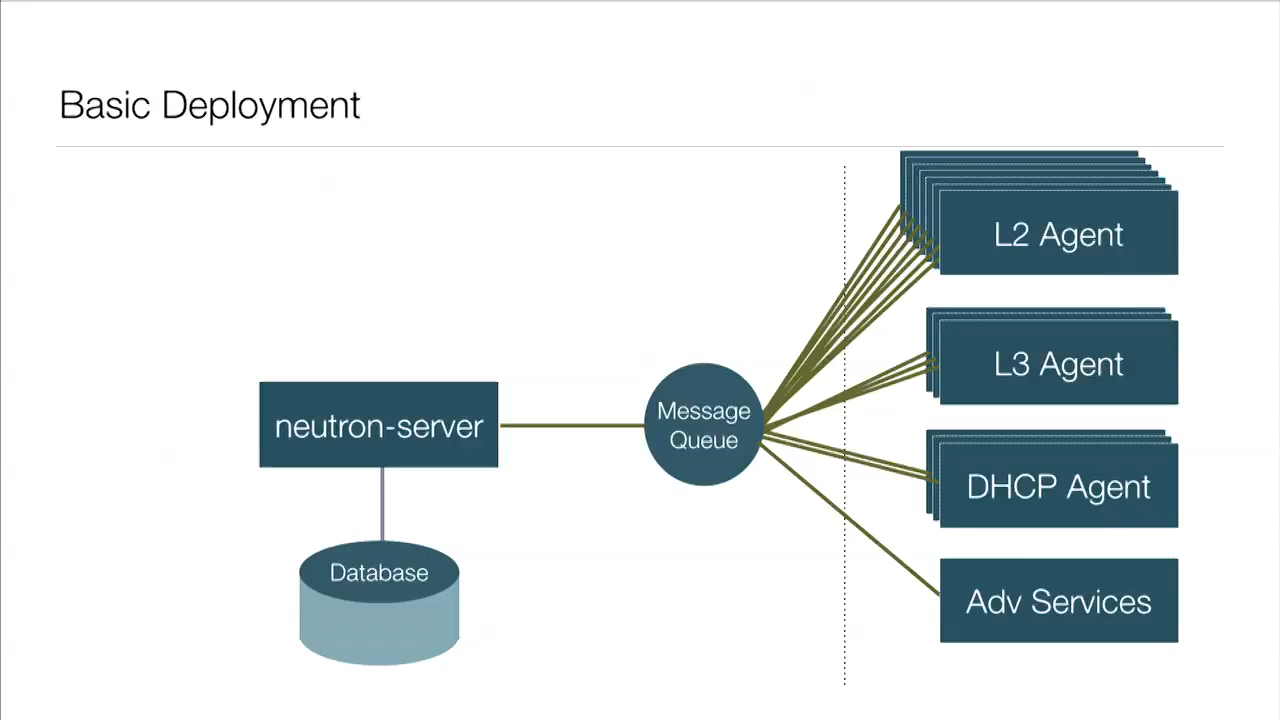 Basic Deployment
L2 Agent
L3 Agent
Message
Queue
neutron-server
DHCP Agent
Database
Adv Services